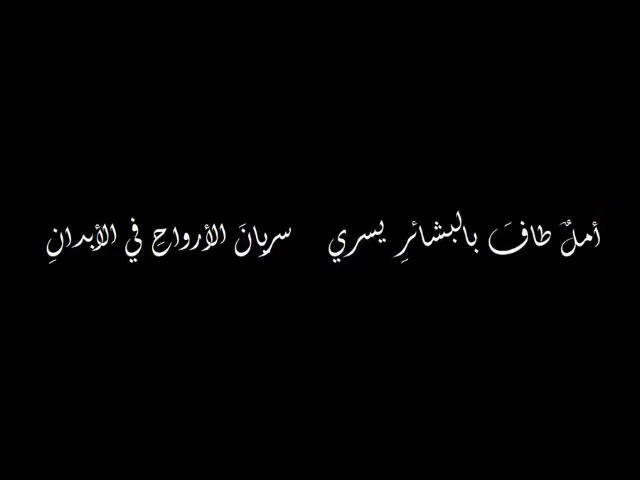 أملٌ طافَ بالبشائرِ يسري    سريانَ الأرواحِ في الأبدانِ